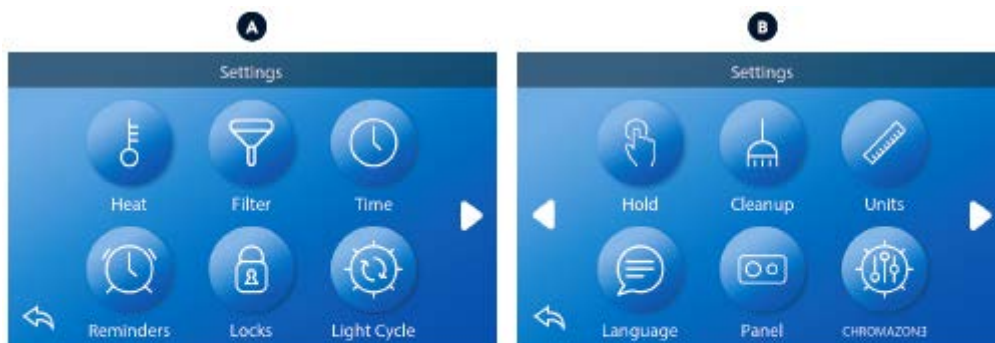 A
B
Settings
Heat
Filter
Time
Reminders
Locks
Light Cycle
Settings
Hold
Cleanup
Units
Language
Panel
CHROMAZON3